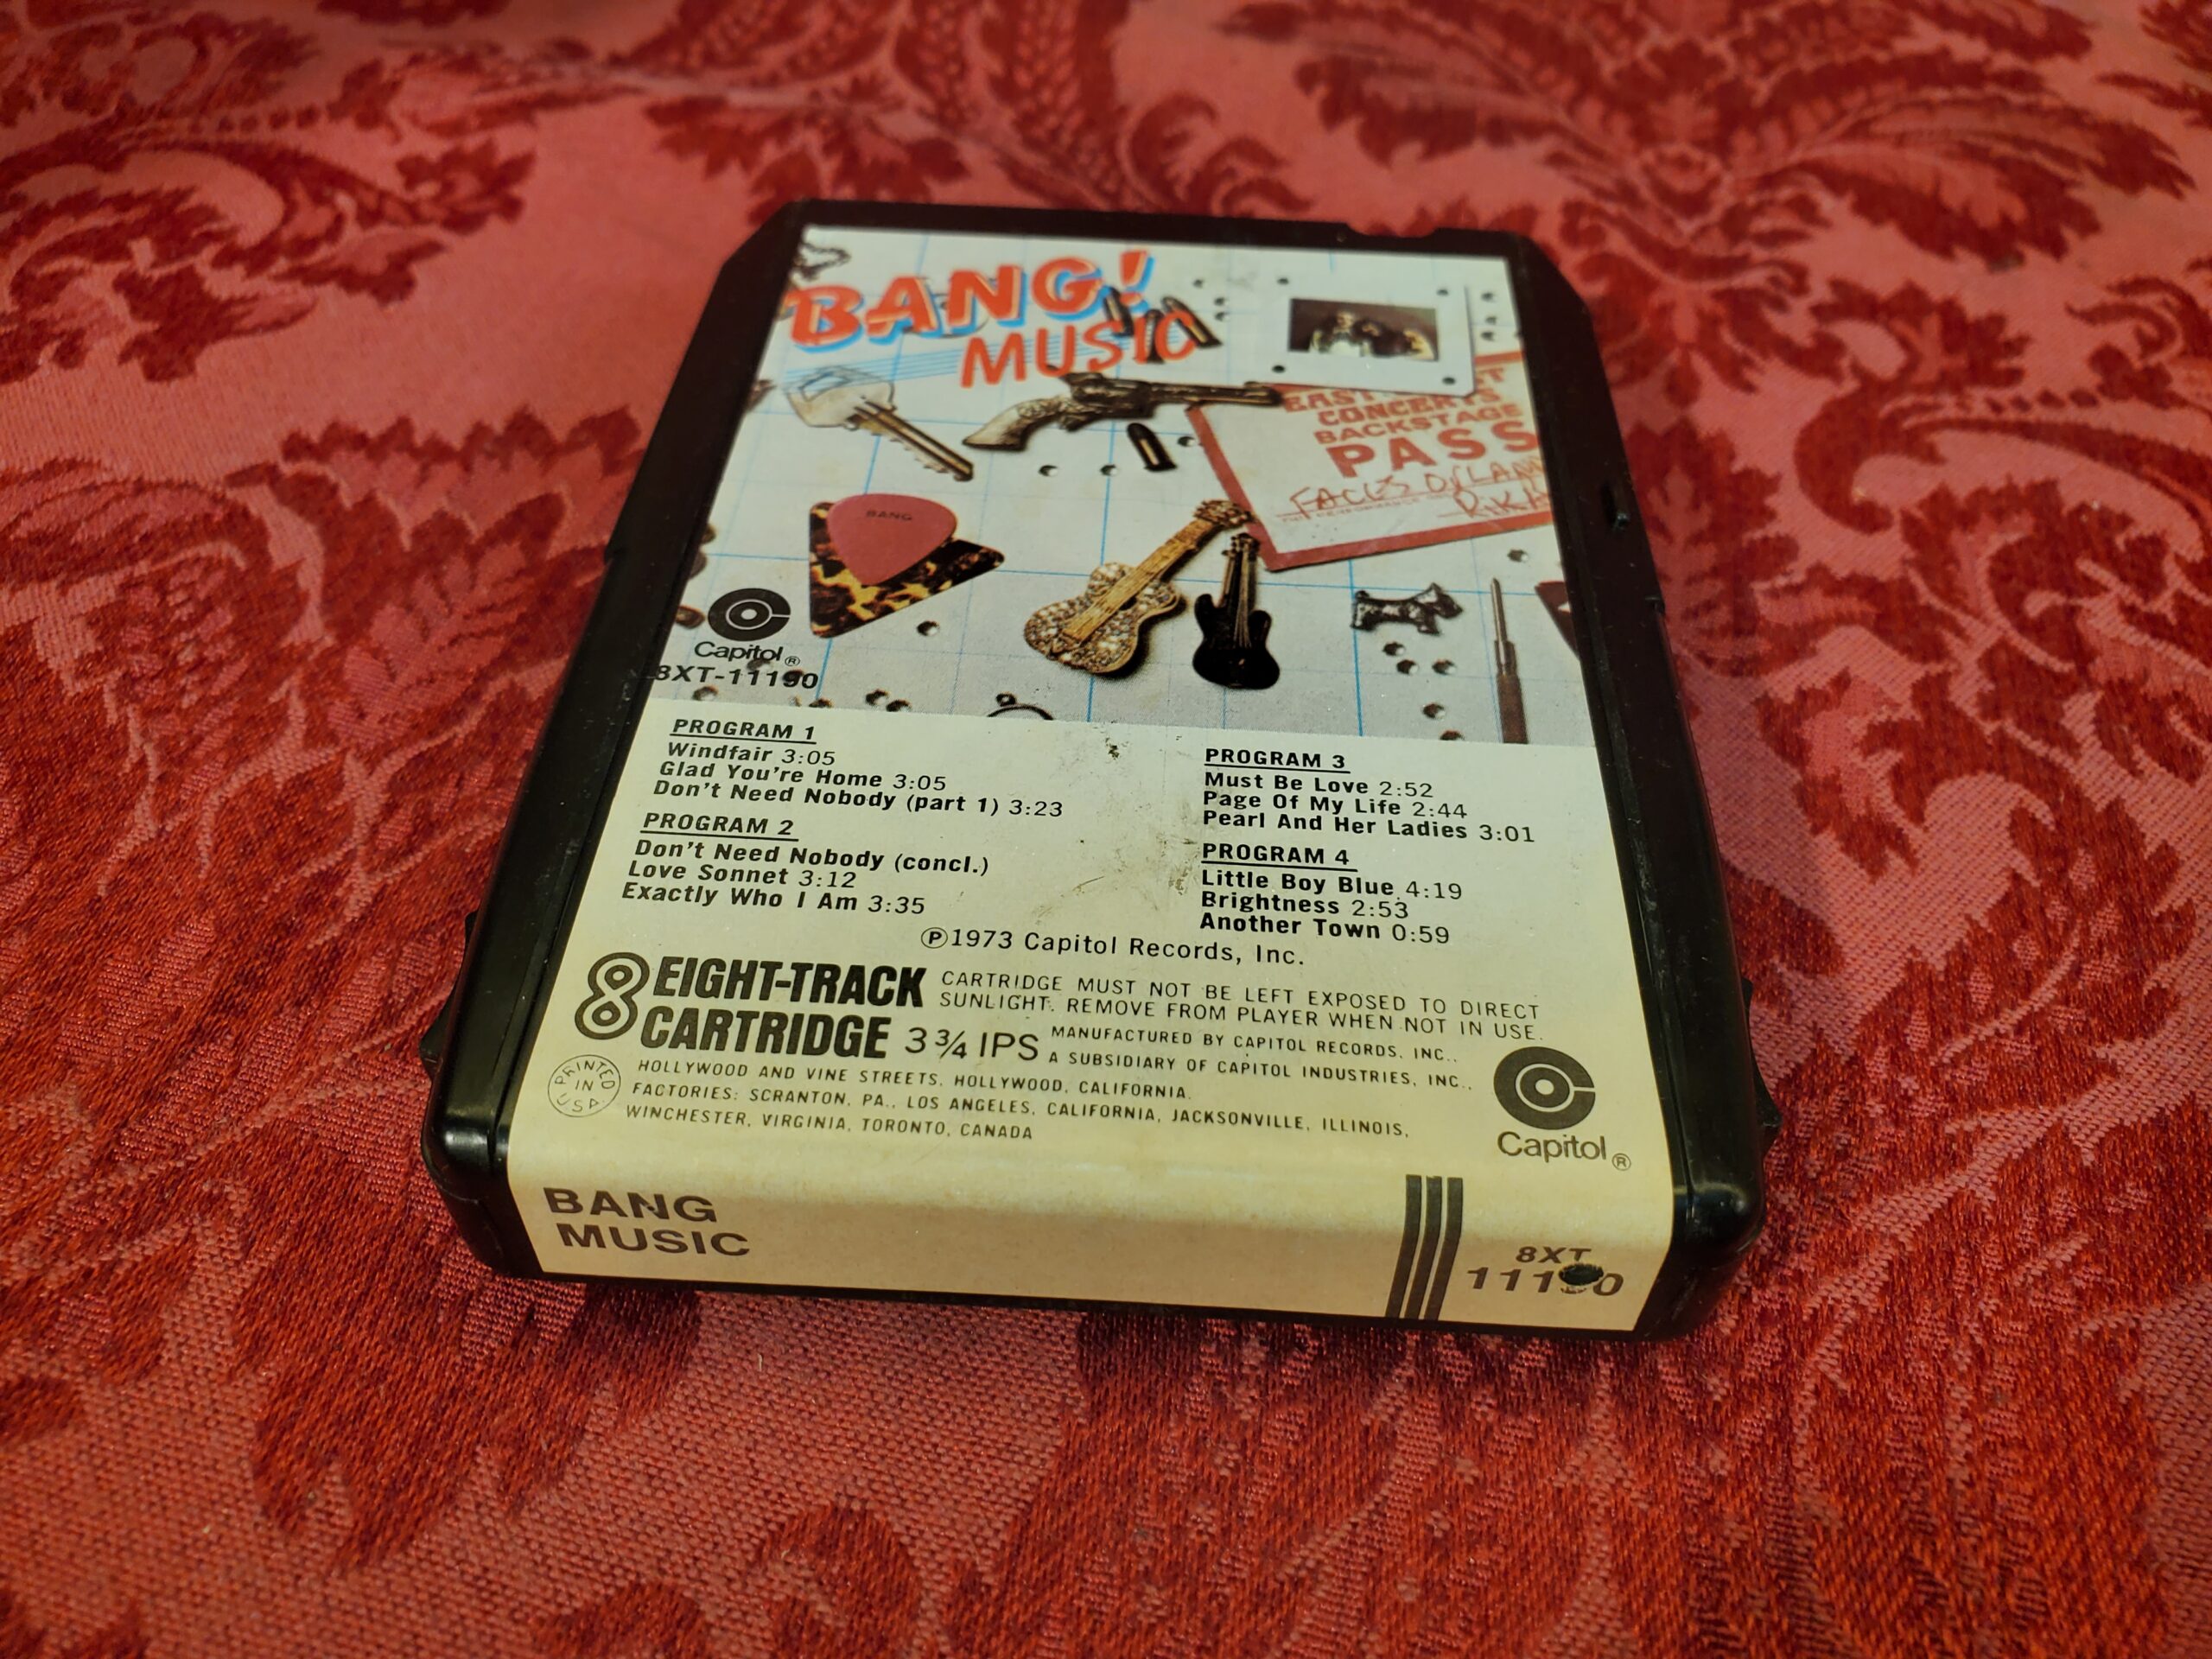 BANG!
MUSIC
CONCERTS
BACKSTAGE
PASS
BANG
Capitol®
8XT-11190
PROGRAM 1
Windfair 3:05
Glad You're Home 3:05
Don't Need Nobody (part 1) 3:23
PROGRAM 2
Don't Need Nobody (concl.)
Love Sonnet 3:12
Exactly Who I Am 3:35
PROGRAM 3
Must Be Love 2:52
Page Of My Life 2:44
Pearl And Her Ladies 3:01
PROGRAM 4
Little Boy Blue 4:19
Brightness 2:53
Another Town 0:59
Ⓟ1973 Capitol Records, Inc.
8 EIGHT-TRACK
CARTRIDGE 3¾ IPS
CARTRIDGE MUST NOT BE LEFT EXPOSED TO DIRECT
SUNLIGHT. REMOVE FROM PLAYER WHEN NOT IN USE.
MANUFACTURED BY CAPITOL RECORDS, INC.,
A SUBSIDIARY OF CAPITOL INDUSTRIES, INC.,
HOLLYWOOD AND VINE STREETS, HOLLYWOOD, CALIFORNIA.
FACTORIES: SCRANTON, PA., LOS ANGELES, CALIFORNIA, JACKSONVILLE, ILLINOIS,
WINCHESTER, VIRGINIA, TORONTO, CANADA
PRINTED IN USA
Capitol®
BANG
MUSIC
8XT
11190